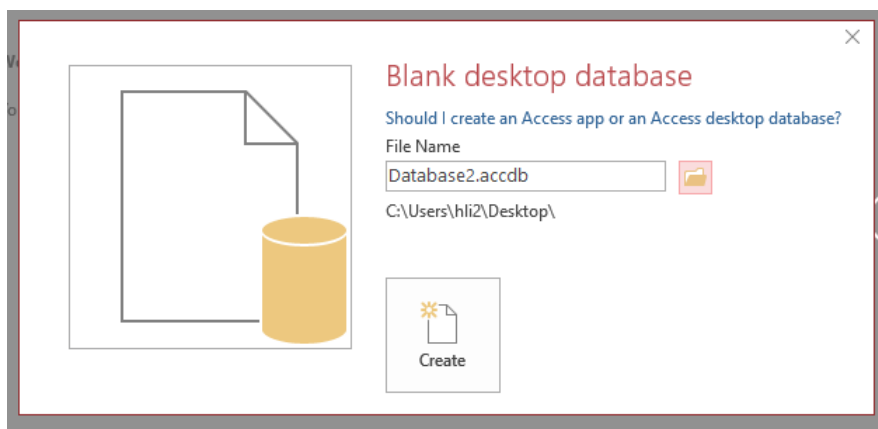 Blank desktop database
Should I create an Access app or an Access desktop database?
File Name
Database2.accdb
C:\Users\hli2\Desktop\
Create